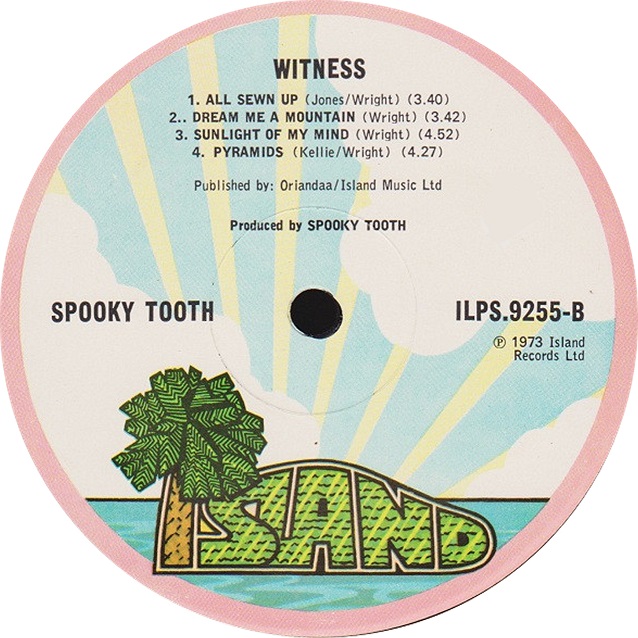 WITNESS
1. ALL SEWN UP (Jones/Wright) (3.40)
2.. DREAM ME A MOUNTAIN (Wright) (3.42)
3. SUNLIGHT OF MY MIND (Wright) (4.52)
4. PYRAMIDS (Kellie/Wright) (4.27)
Published by: Oriandaa/Island Music Ltd
Produced by SPOOKY TOOTH
SPOOKY TOOTH
ILPS.9255-B
℗ 1973 Island
Records Ltd
ISLAND